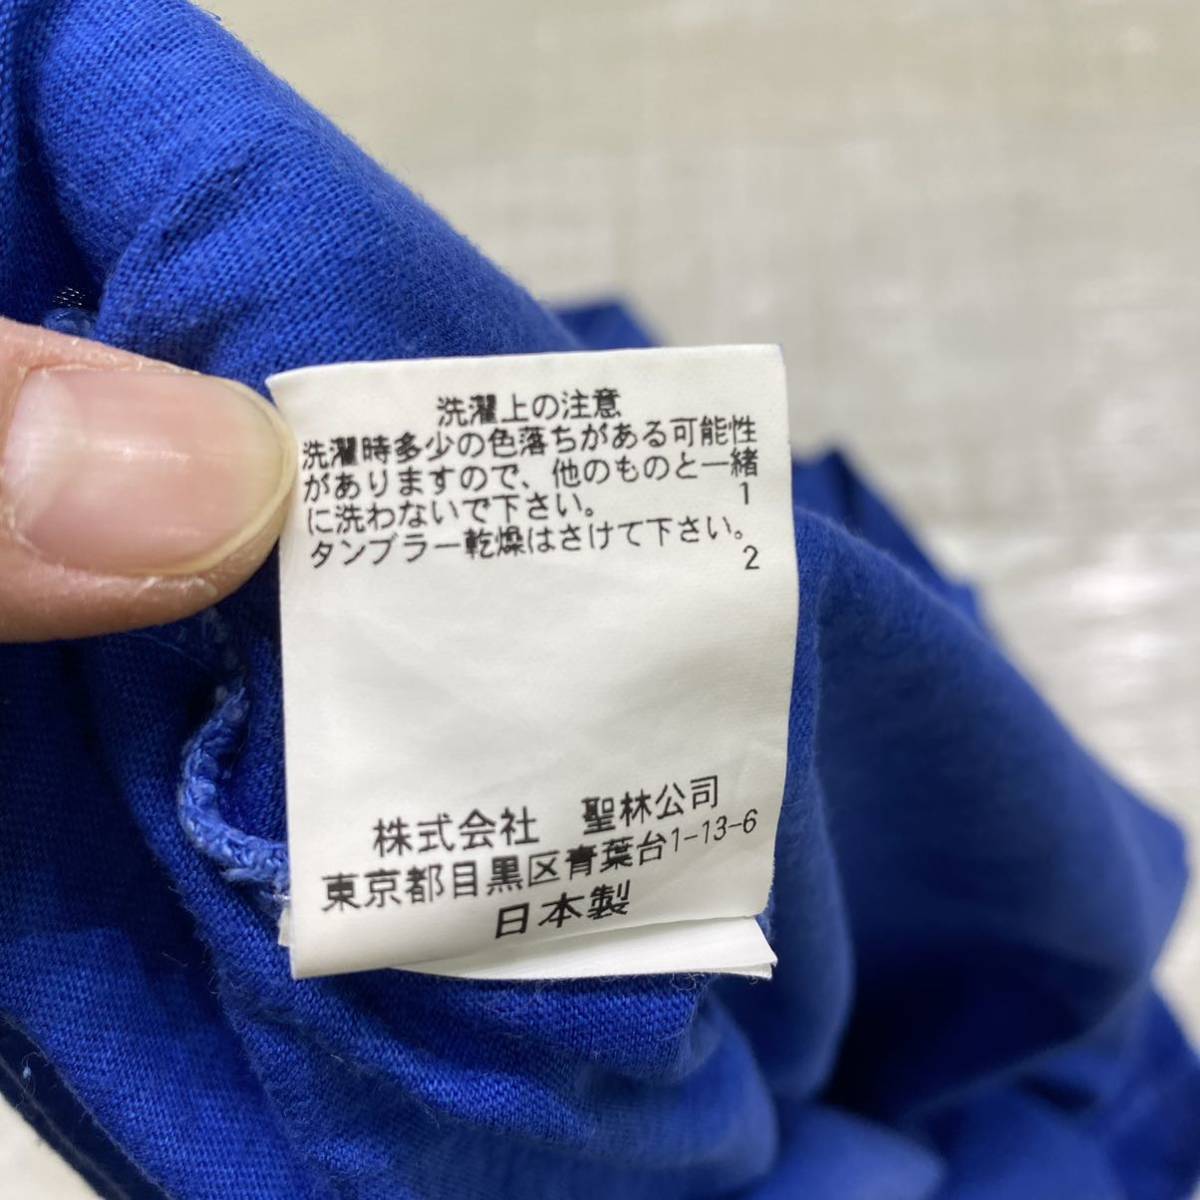 洗濯上の注意
洗濯時多少の色落ちがある可能性
がありますので、他のものと一緒
に洗わないで下さい。 1
タンブラー乾燥はさけて下さい。
2
株式会社 聖林公司
東京都目黒区青葉台1-13-6
日本製